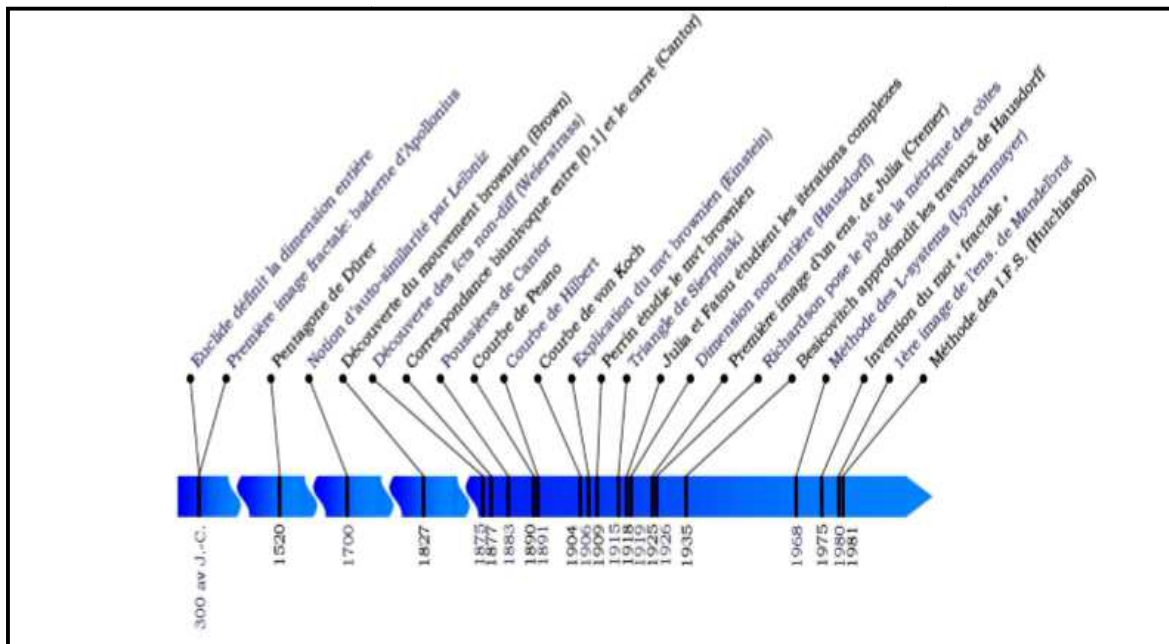 Euclide définit la dimension entière
Première image fractale: baderne d'Apollonius
Pentagone de Dürer
Notion d'auto-similarité par Leibniz
Découverte du mouvement brownien (Brown)
Découverte des fcts non-diff (Weierstrass)
Correspondance biunivoque entre [0,1] et le carré (Cantor)
Poussières de Cantor
Courbe de Peano
Courbe de Hilbert
Courbe de von Koch
Explication du mvt brownien (Einstein)
Perrin étudie le mvt brownien
Triangle de Sierpinski
Julia et Fatou étudient les itérations complexes
Dimension non-entière (Hausdorff)
Première image d'un ens. de Julia (Cremer)
Richardson pose le pb de la métrique des côtes
Besicovitch approfondit les travaux de Hausdorff
Méthode des L-systems (Lyndenmayer)
Invention du mot « fractale »
1ère image de l'ens. de Mandelbrot
Méthode des I.F.S. (Hutchinson)
300 av J.-C.
1520
1700
1827
1875
1877
1883
1890
1891
1904
1906
1909
1915
1918
1919
1925
1926
1935
1968
1975
1980
1981